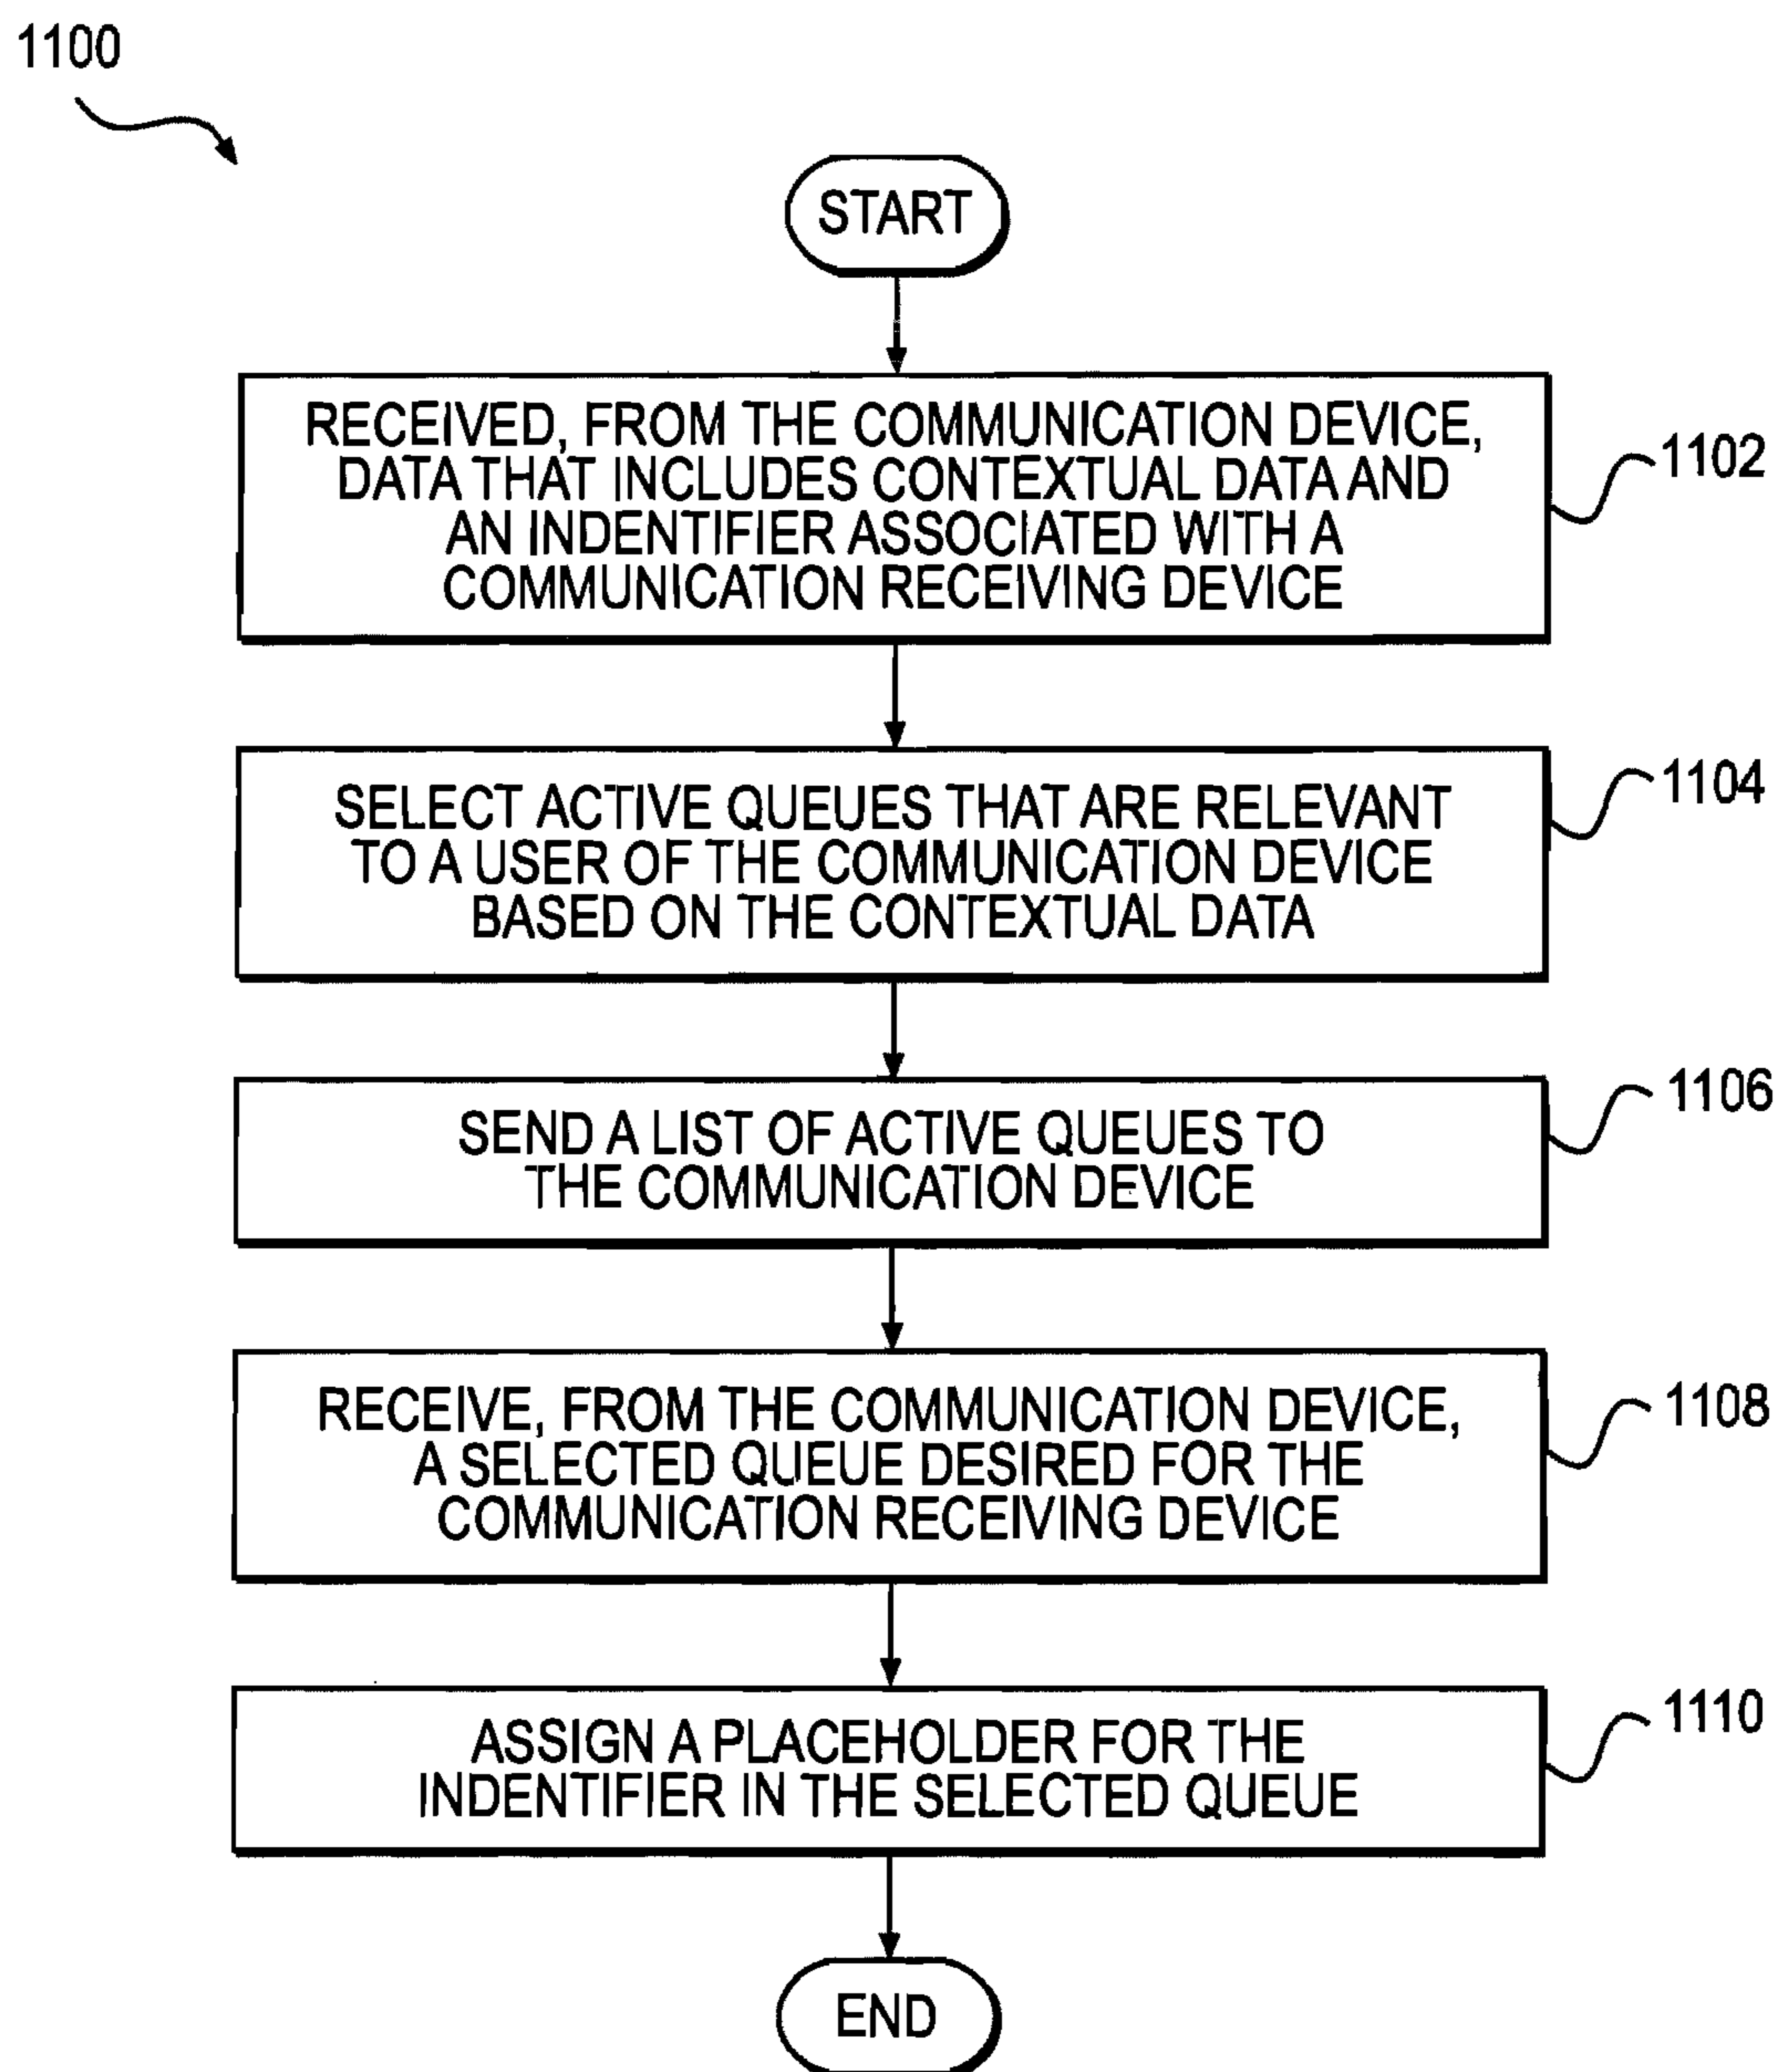 1100
START
RECEIVED, FROM THE COMMUNICATION DEVICE,
DATA THAT INCLUDES CONTEXTUAL DATA AND
AN INDENTIFIER ASSOCIATED WITH A
COMMUNICATION RECEIVING DEVICE
1102
SELECT ACTIVE QUEUES THAT ARE RELEVANT
TO A USER OF THE COMMUNICATION DEVICE
BASED ON THE CONTEXTUAL DATA
1104
SEND A LIST OF ACTIVE QUEUES TO
THE COMMUNICATION DEVICE
1106
RECEIVE, FROM THE COMMUNICATION DEVICE,
A SELECTED QUEUE DESIRED FOR THE
COMMUNICATION RECEIVING DEVICE
1108
ASSIGN A PLACEHOLDER FOR THE
INDENTIFIER IN THE SELECTED QUEUE
1110
END